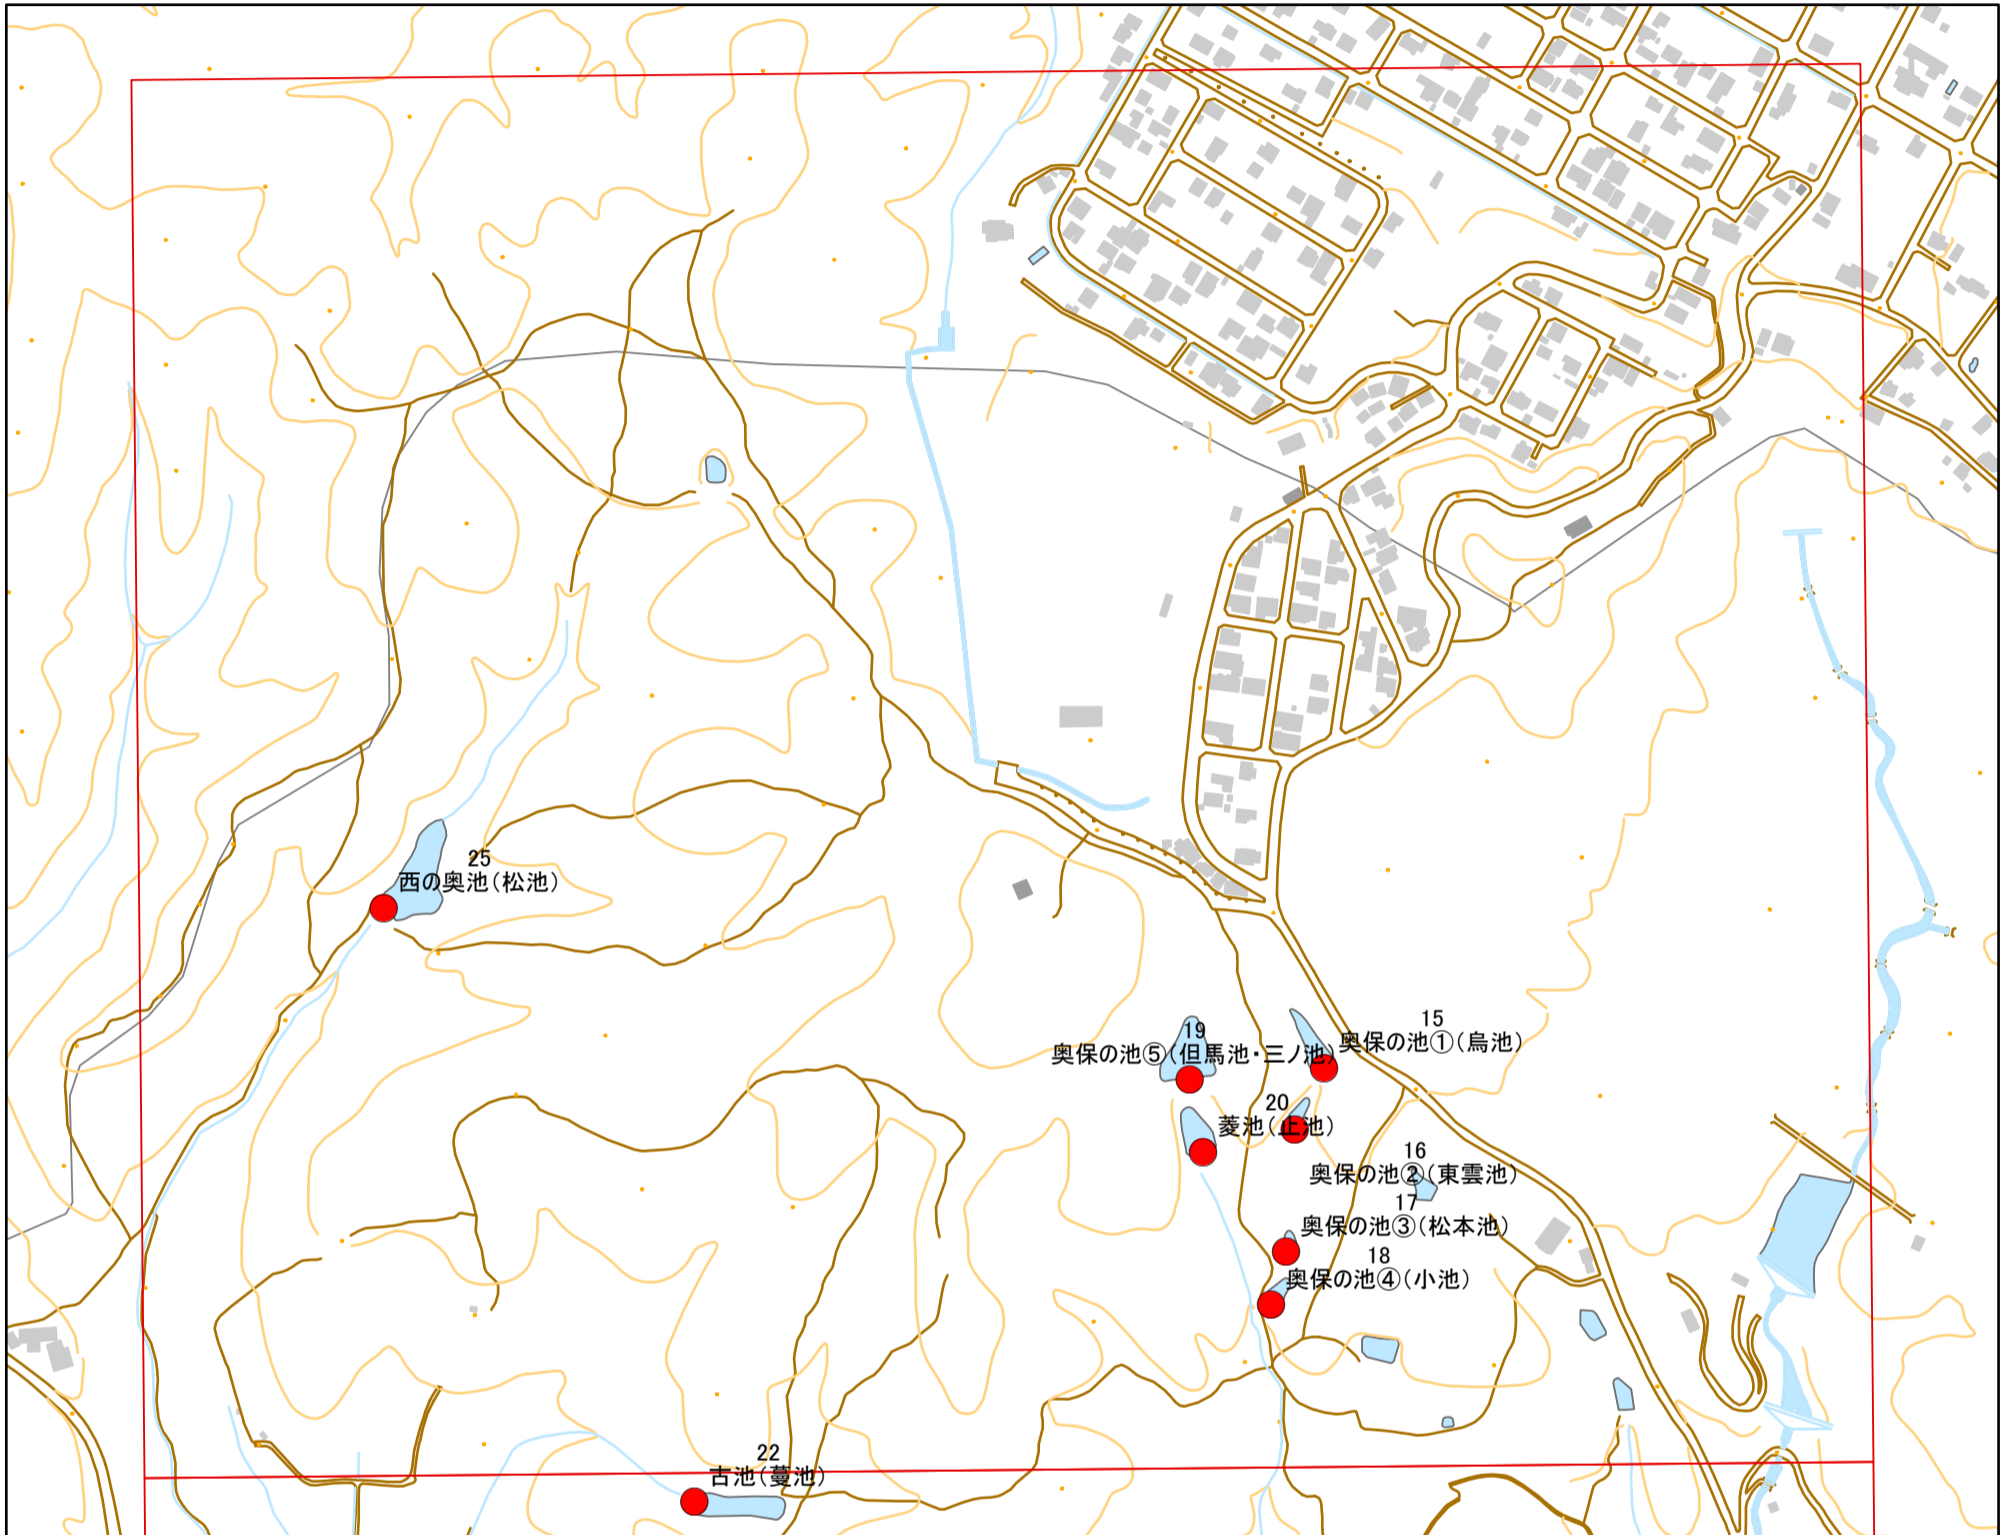 25
西の奥池(松池)
15
奥保の池①(烏池)
19
奥保の池⑤(但馬池・三ノ池)
20
菱池(止池)
16
奥保の池②(東雲池)
17
奥保の池③(松本池)
18
奥保の池④(小池)
22
古池(蔓池)